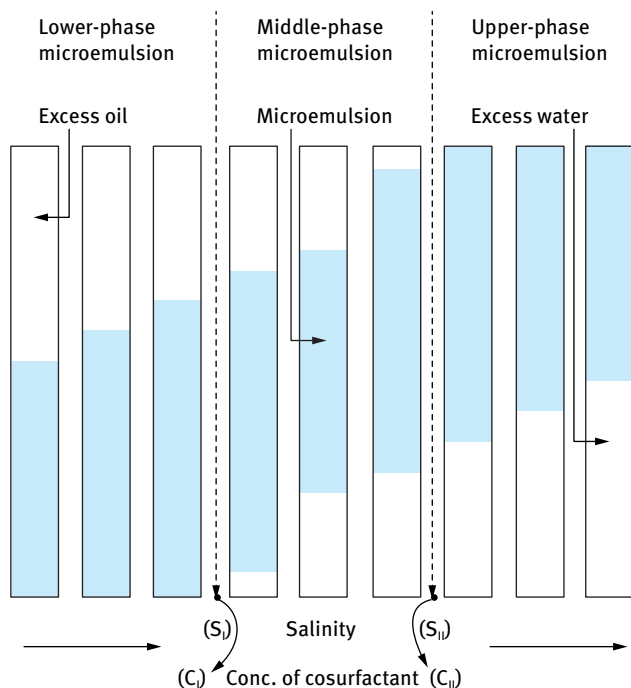 Lower-phase
microemulsion
Middle-phase
microemulsion
Upper-phase
microemulsion
Excess oil
Microemulsion
Excess water
(S_I)
Salinity
(S_II)
(C_I)
Conc. of cosurfactant
(C_II)